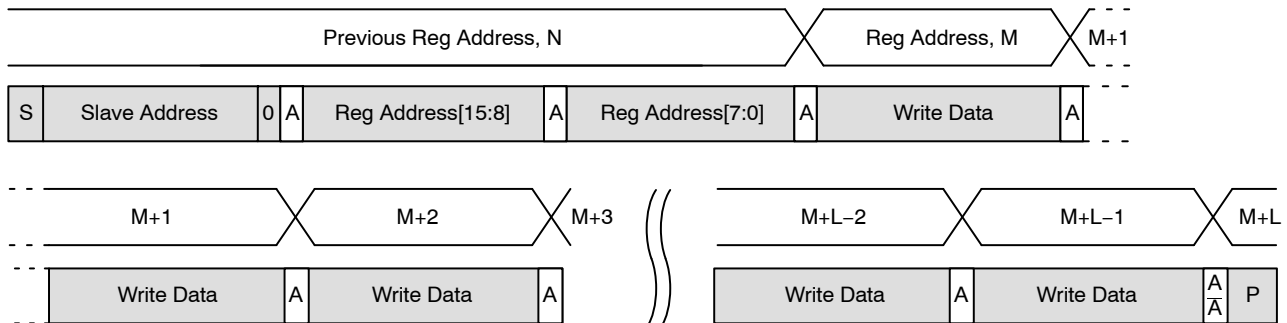 Previous Reg Address, N Reg Address, M M+1
S Slave Address 0 A Reg Address[15:8] A Reg Address[7:0] A Write Data A
M+1 M+2 M+3 M+L−2 M+L−1 M+L
Write Data A Write Data A Write Data A Write Data A P
A̅